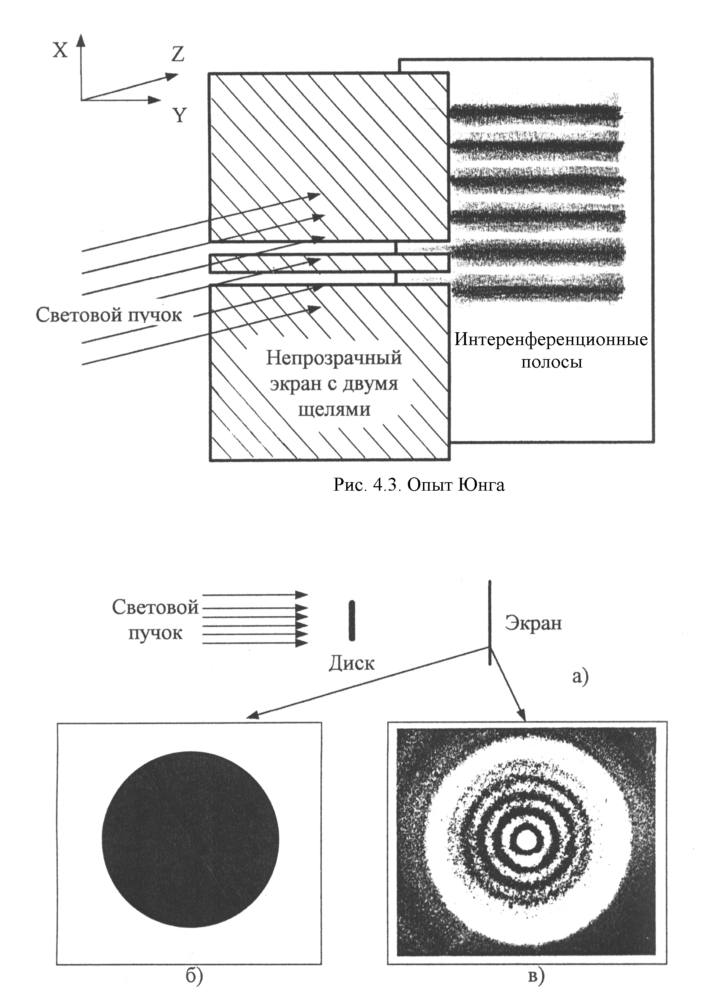 X
Z
Y
Световой пучок
Интеренференционные
полосы
Непрозрачный
экран с двумя
щелями
Рис. 4.3. Опыт Юнга
Световой
пучок
Экран
Диск
а)
б)
в)